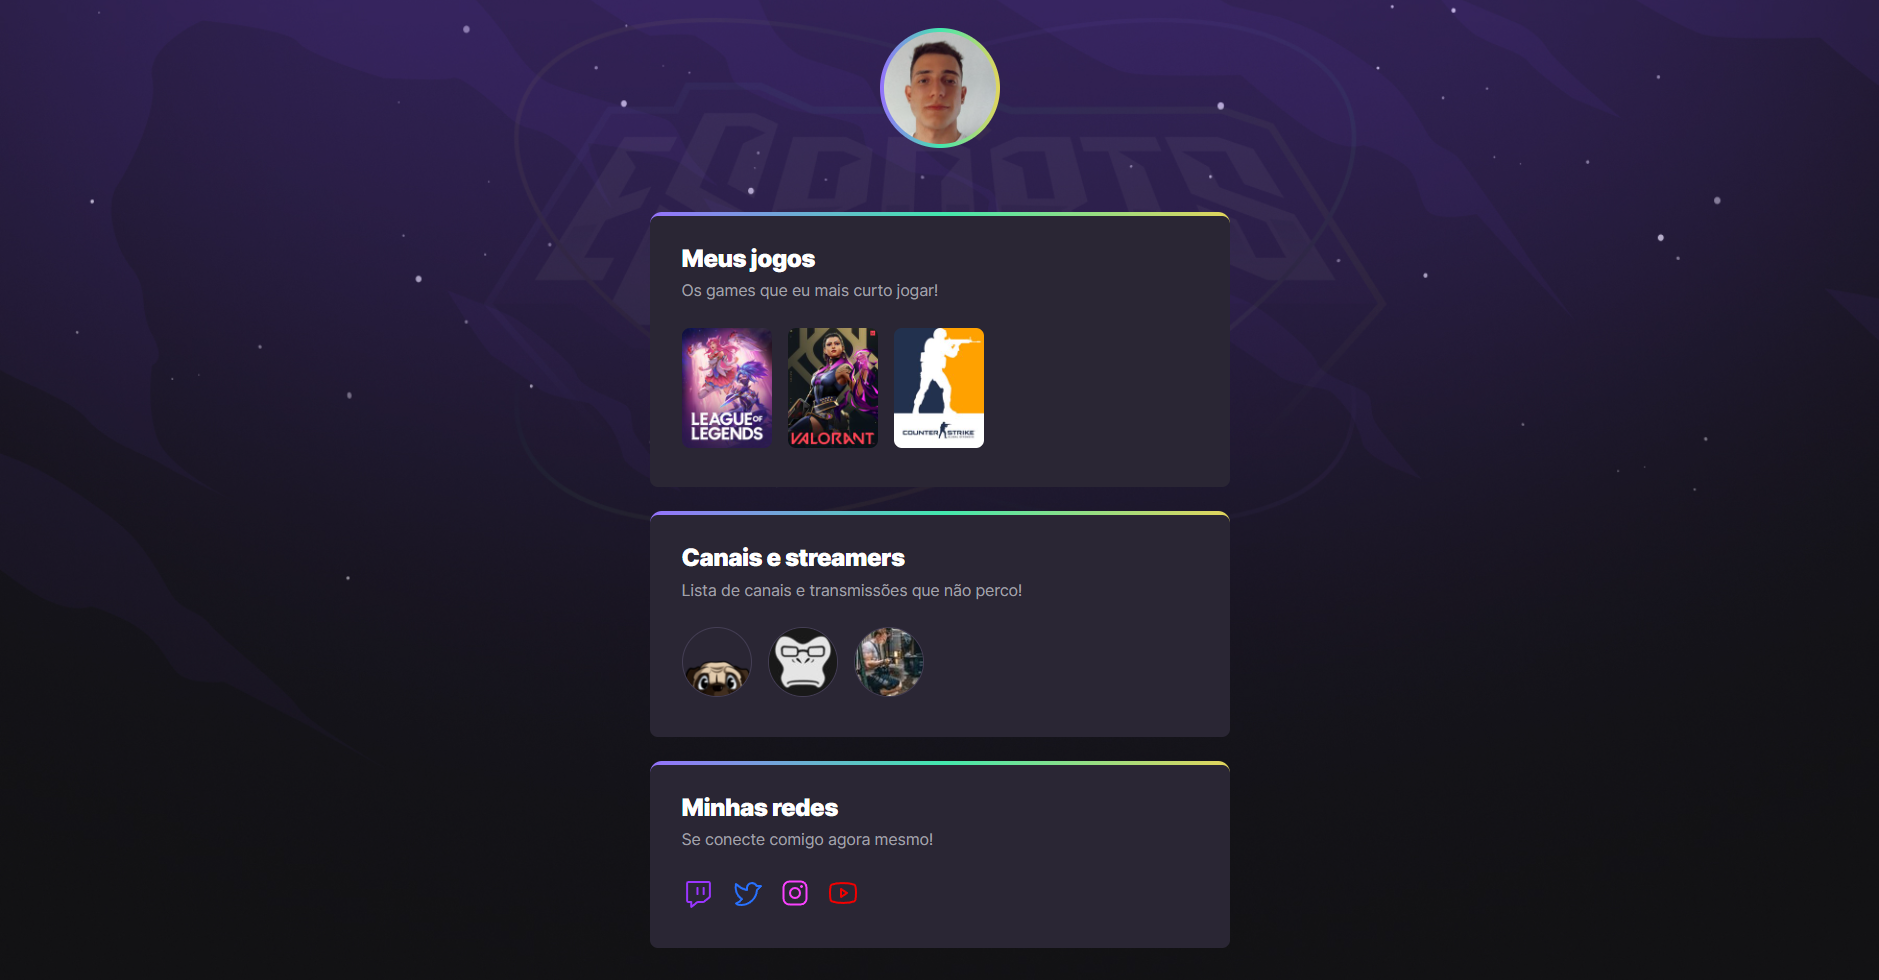 ESPORTS
Meus jogos
Os games que eu mais curto jogar!
LEAGUE OF
LEGENDS
VALORANT
COUNTER STRIKE
Canais e streamers
Lista de canais e transmissões que não perco!
Minhas redes
Se conecte comigo agora mesmo!